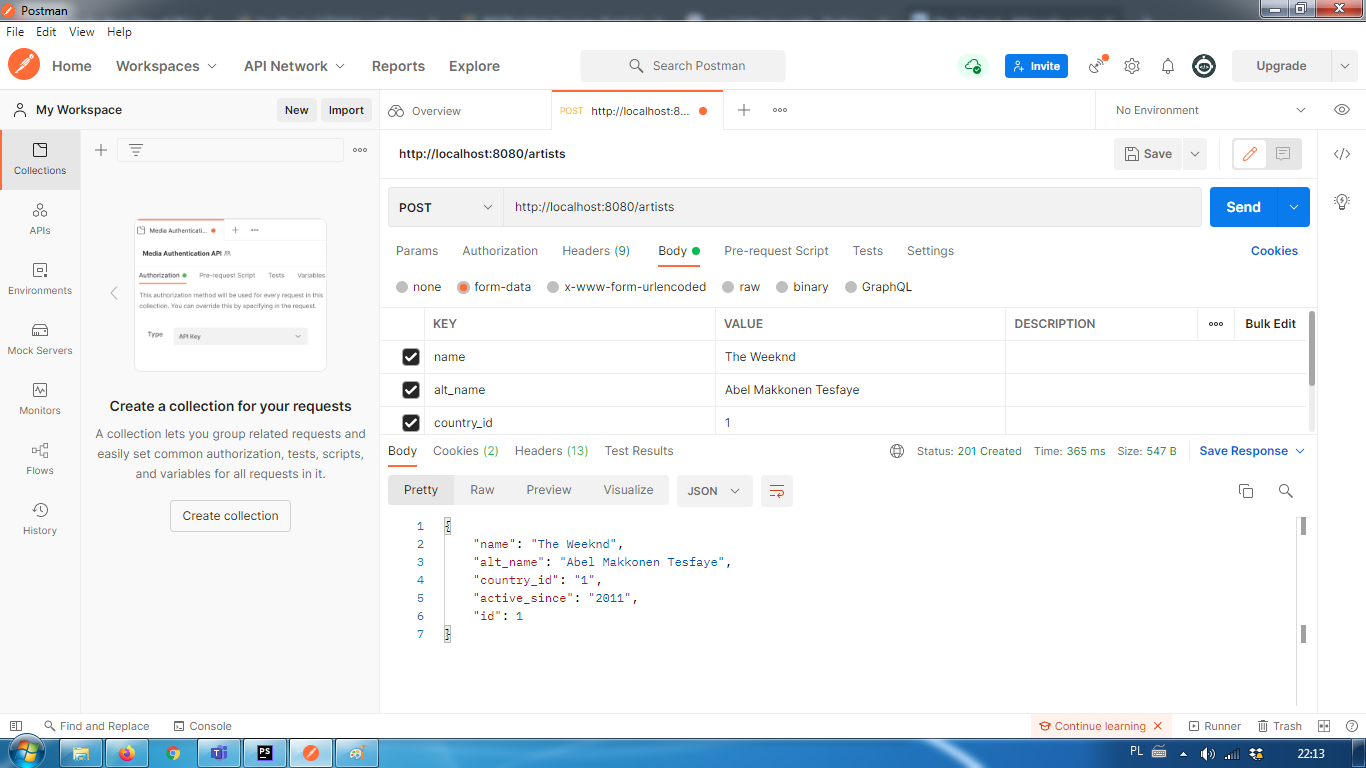 Postman
File Edit View Help
Home Workspaces API Network Reports Explore Search Postman Invite Upgrade
My Workspace New Import Overview POST http://localhost:8... No Environment
Collections
APIs
Environments
Mock Servers
Monitors
Flows
History
Media Authenticati...
Media Authentication API
Authorization Pre-request Script Tests Variables
This authorization method will be used for every request in this
collection. You can override this by specifying in the request.
Type API Key
Create a collection for your requests
A collection lets you group related requests and
easily set common authorization, tests, scripts,
and variables for all requests in it.
Create collection
http://localhost:8080/artists Save
POST http://localhost:8080/artists Send
Params Authorization Headers (9) Body Pre-request Script Tests Settings Cookies
none form-data x-www-form-urlencoded raw binary GraphQL
KEY VALUE DESCRIPTION Bulk Edit
name The Weeknd
alt_name Abel Makkonen Tesfaye
country_id 1
Body Cookies (2) Headers (13) Test Results Status: 201 Created Time: 365 ms Size: 547 B Save Response
Pretty Raw Preview Visualize JSON
1 {
2 "name": "The Weeknd",
3 "alt_name": "Abel Makkonen Tesfaye",
4 "country_id": "1",
5 "active_since": "2011",
6 "id": 1
7 }
Find and Replace Console Continue learning Runner Trash
PS PL 22:13